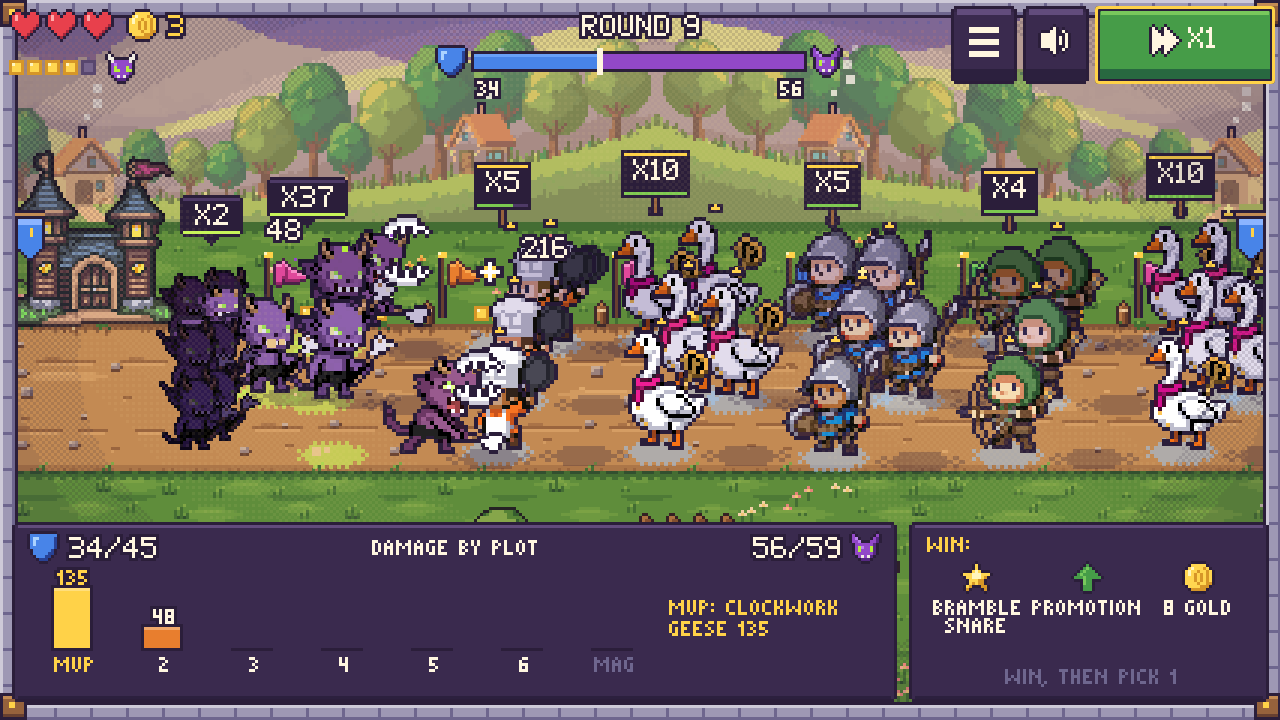 3
ROUND 9
X1
34
56
X2
X37
X5
X10
X5
X4
X10
48
216
34/45
DAMAGE BY PLOT
56/59
135
48
MVP
2
3
4
5
6
MAG
MVP: CLOCKWORK
GEESE 135
WIN:
BRAMBLE
SNARE
PROMOTION
8 GOLD
WIN, THEN PICK 1